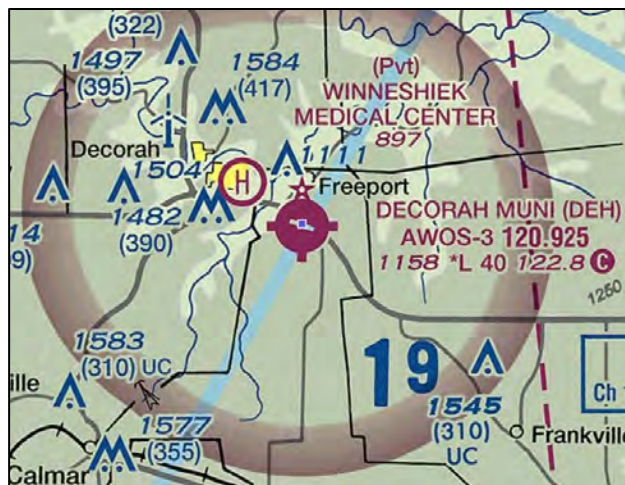 (322)
1497
(395)
1584
(417)
(Pvt)
WINNESHIEK
MEDICAL CENTER
897
Decorah
1504
H
1111
Freeport
1482
(390)
14
9)
DECORAH MUNI (DEH)
AWOS-3 120.925
1158 *L 40 122.8 C
1250
1583
(310) UC
19
ville
1577
(355)
Calmar
1545
(310)
UC
Ch
Frankville